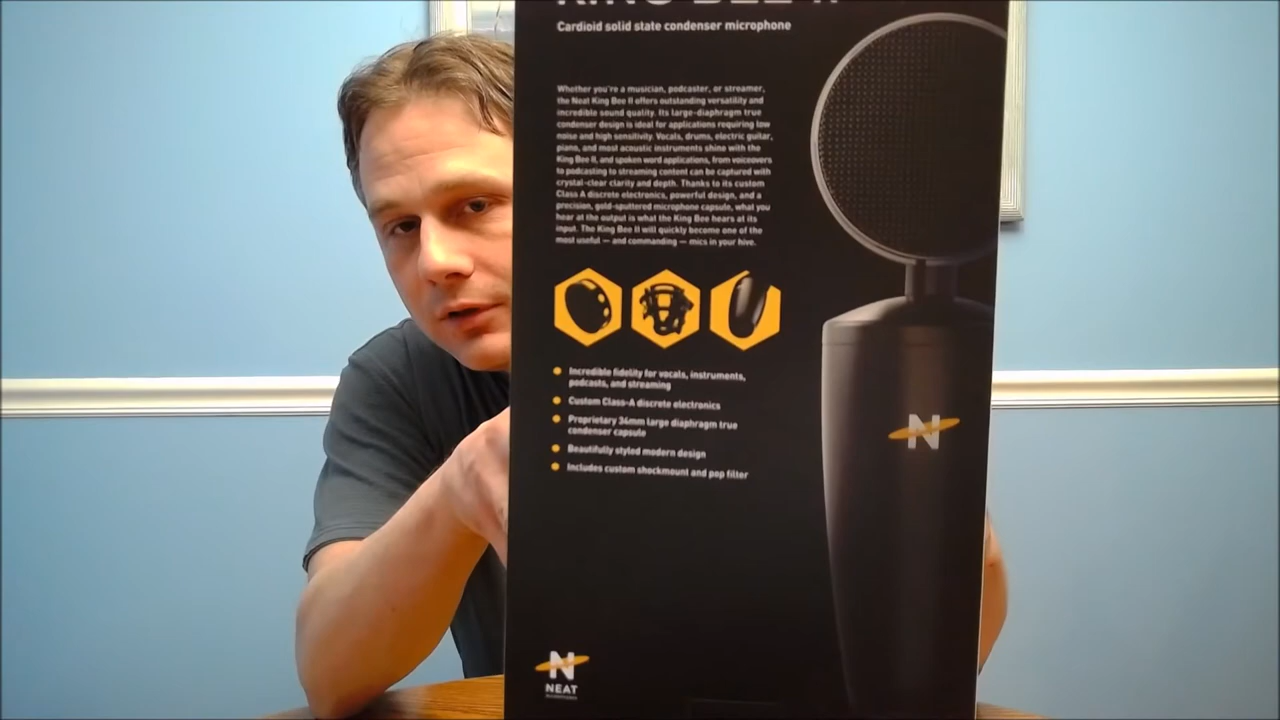 KING BEE II
Cardioid solid state condenser microphone
Whether you're a musician, podcaster, or streamer,
the Neat King Bee II offers outstanding versatility and
incredible sound quality. Its large-diaphragm true
condenser design is ideal for applications requiring low
noise and high sensitivity. Vocals, drums, electric guitar,
piano, and most acoustic instruments shine with the
King Bee II, and spoken word applications, from voiceovers
to podcasting to streaming content can be captured with
crystal-clear clarity and depth. Thanks to its custom
Class A discrete electronics, powerful design, and a
precision, gold-sputtered microphone capsule, what you
hear at the output is what the King Bee hears at its
input. The King Bee II will quickly become one of the
most useful — and commanding — mics in your hive.
Incredible fidelity for vocals, instruments,
podcasts, and streaming
Custom Class-A discrete electronics
Proprietary 34mm large diaphragm true
condenser capsule
Beautifully styled modern design
Includes custom shockmount and pop filter
N
N
NEAT